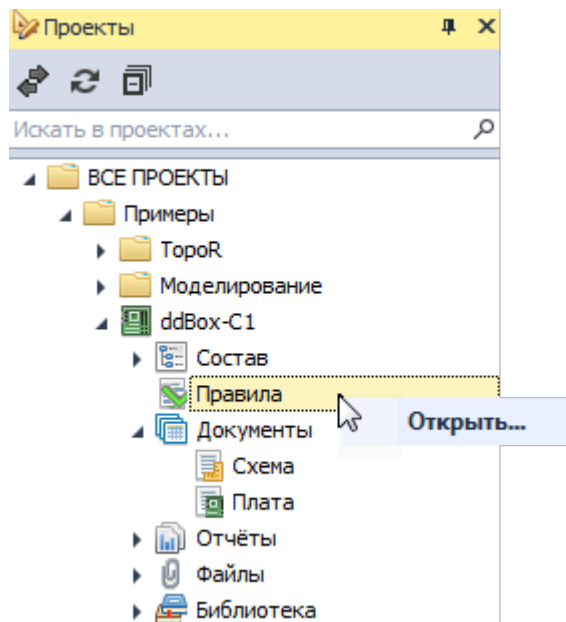 Проекты
Искать в проектах...
ВСЕ ПРОЕКТЫ
Примеры
TopoR
Моделирование
ddBox-C1
Состав
Правила
Открыть...
Документы
Схема
Плата
Отчёты
Файлы
Библиотека